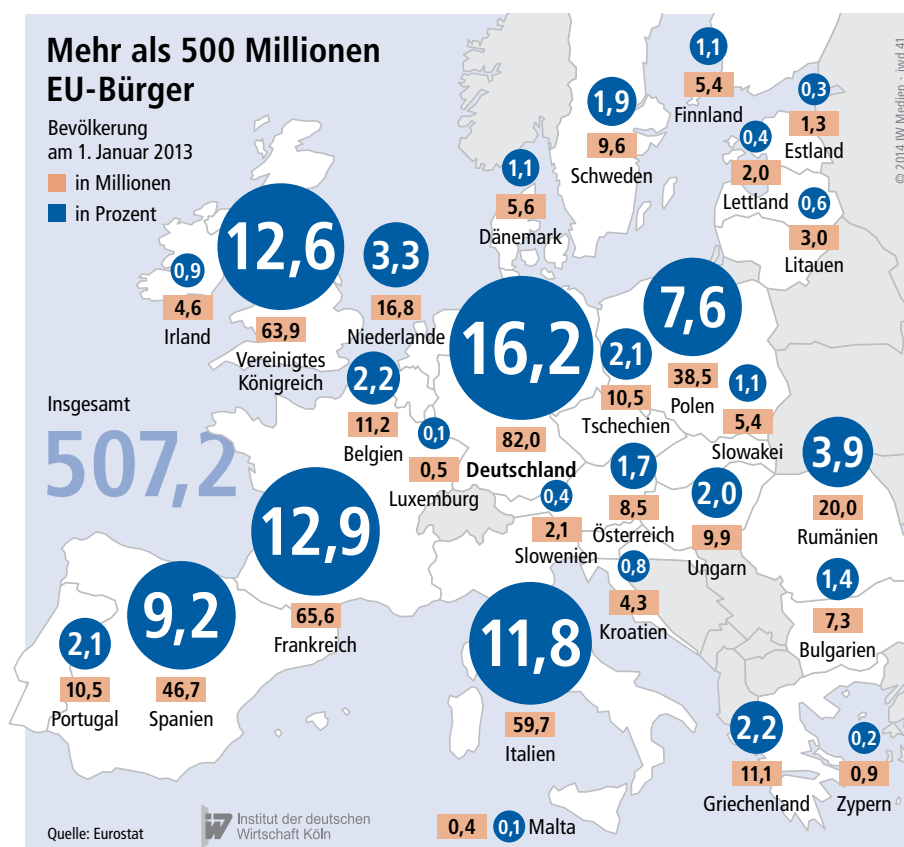 Mehr als 500 Millionen
EU-Bürger
Bevölkerung
am 1. Januar 2013
in Millionen
in Prozent
© 2014 IW Medien · iwd 41
1,1
5,4
Finnland
0,3
1,3
Estland
1,9
9,6
Schweden
0,4
2,0
Lettland
1,1
5,6
Dänemark
0,6
3,0
Litauen
0,9
4,6
Irland
12,6
63,9
Vereinigtes
Königreich
3,3
16,8
Niederlande
16,2
82,0
Deutschland
7,6
38,5
Polen
2,1
10,5
Tschechien
1,1
5,4
Slowakei
2,2
11,2
Belgien
0,1
0,5
Luxemburg
Insgesamt
507,2
3,9
20,0
Rumänien
1,7
8,5
Österreich
2,0
9,9
Ungarn
0,4
2,1
Slowenien
12,9
65,6
Frankreich
0,8
4,3
Kroatien
1,4
7,3
Bulgarien
2,1
10,5
Portugal
9,2
46,7
Spanien
11,8
59,7
Italien
2,2
11,1
Griechenland
0,2
0,9
Zypern
0,4 0,1 Malta
Quelle: Eurostat
iw Institut der deutschen
Wirtschaft Köln